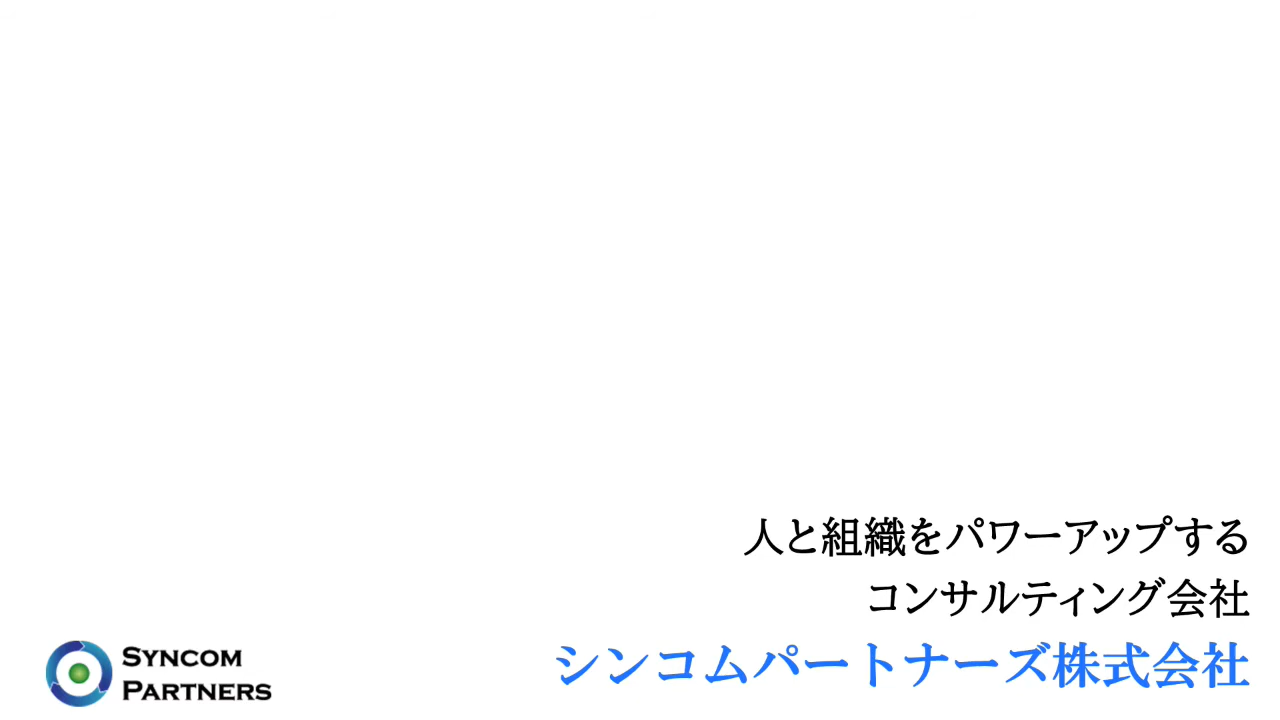 人と組織をパワーアップする
コンサルティング会社
シンコムパートナーズ株式会社
SYNCOM
PARTNERS